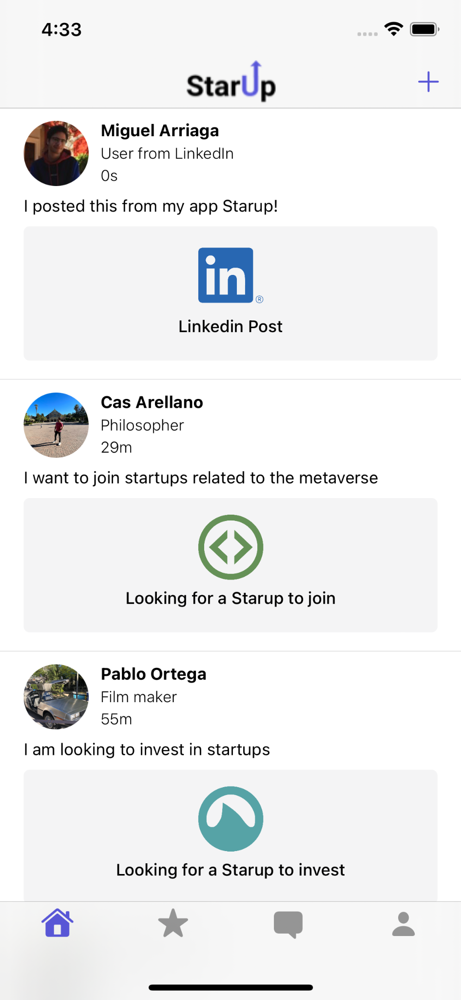 4:33
StarUp
Miguel Arriaga
User from LinkedIn
0s
I posted this from my app Starup!
in
®
Linkedin Post
Cas Arellano
Philosopher
29m
I want to join startups related to the metaverse
Looking for a Starup to join
Pablo Ortega
Film maker
55m
I am looking to invest in startups
Looking for a Starup to invest